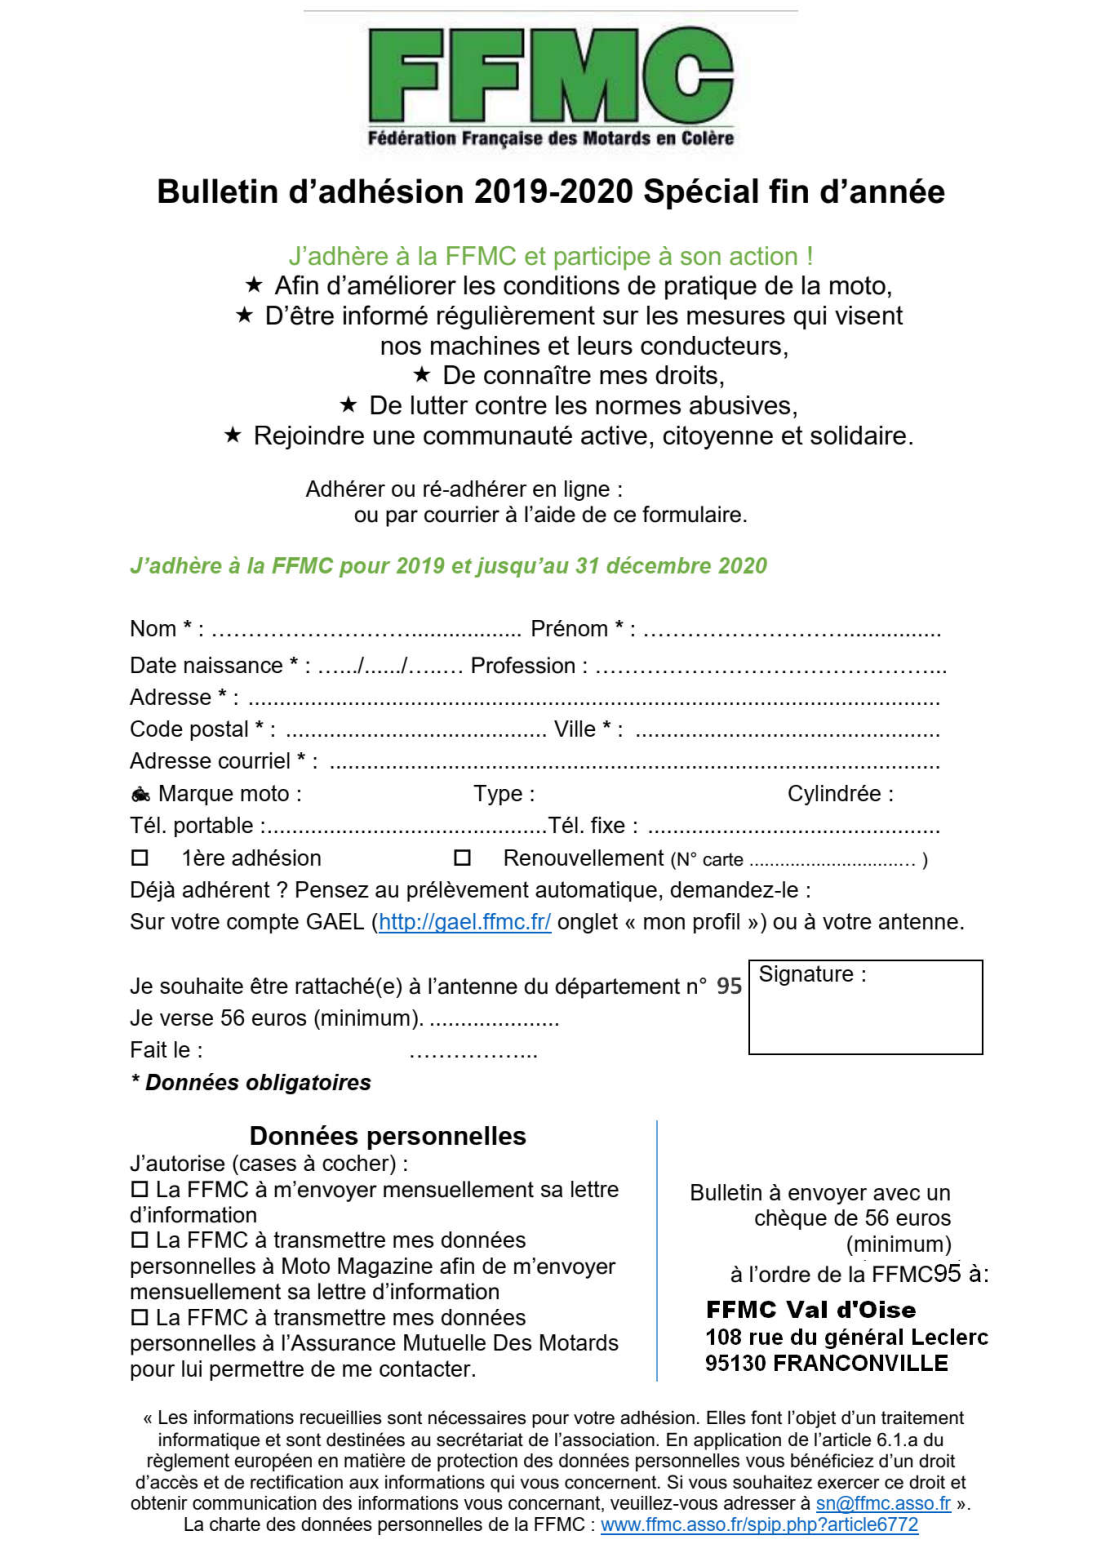 FFMC
Fédération Française des Motards en Colère
Bulletin d’adhésion 2019-2020 Spécial fin d’année
J’adhère à la FFMC et participe à son action !
★ Afin d’améliorer les conditions de pratique de la moto,
★ D’être informé régulièrement sur les mesures qui visent
nos machines et leurs conducteurs,
★ De connaître mes droits,
★ De lutter contre les normes abusives,
★ Rejoindre une communauté active, citoyenne et solidaire.
Adhérer ou ré-adhérer en ligne :
ou par courrier à l’aide de ce formulaire.
J’adhère à la FFMC pour 2019 et jusqu’au 31 décembre 2020
Nom * : ……………………….................. Prénom * : ………………………...............
Date naissance * : ….../....../…..… Profession : ………………………………………...
Adresse * : ................................................................................................................
Code postal * : .......................................... Ville * : .................................................
Adresse courriel * : ..................................................................................................
Marque moto : Type : Cylindrée :
Tél. portable :.............................................Tél. fixe : ...............................................
☐ 1ère adhésion ☐ Renouvellement (N° carte ................................ )
Déjà adhérent ? Pensez au prélèvement automatique, demandez-le :
Sur votre compte GAEL (http://gael.ffmc.fr/ onglet « mon profil ») ou à votre antenne.
Je souhaite être rattaché(e) à l’antenne du département n° 95
Signature :
Je verse 56 euros (minimum). .....................
Fait le : ……………...
* Données obligatoires
Données personnelles
J’autorise (cases à cocher) :
☐ La FFMC à m’envoyer mensuellement sa lettre
d’information
☐ La FFMC à transmettre mes données
personnelles à Moto Magazine afin de m’envoyer
mensuellement sa lettre d’information
☐ La FFMC à transmettre mes données
personnelles à l’Assurance Mutuelle Des Motards
pour lui permettre de me contacter.
Bulletin à envoyer avec un
chèque de 56 euros
(minimum)
à l’ordre de la FFMC95 à:
FFMC Val d'Oise
108 rue du général Leclerc
95130 FRANCONVILLE
« Les informations recueillies sont nécessaires pour votre adhésion. Elles font l’objet d’un traitement
informatique et sont destinées au secrétariat de l’association. En application de l’article 6.1.a du
règlement européen en matière de protection des données personnelles vous bénéficiez d’un droit
d’accès et de rectification aux informations qui vous concernent. Si vous souhaitez exercer ce droit et
obtenir communication des informations vous concernant, veuillez-vous adresser à sn@ffmc.asso.fr ».
La charte des données personnelles de la FFMC : www.ffmc.asso.fr/spip.php?article6772